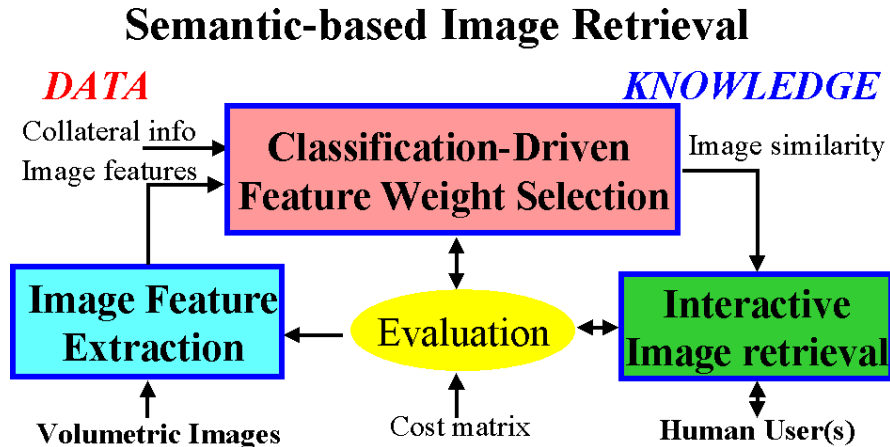 Semantic-based Image Retrieval
DATA
KNOWLEDGE
Collateral info
Image features
Classification-Driven
Feature Weight Selection
Image similarity
Image Feature
Extraction
Evaluation
Interactive
Image retrieval
Volumetric Images
Cost matrix
Human User(s)